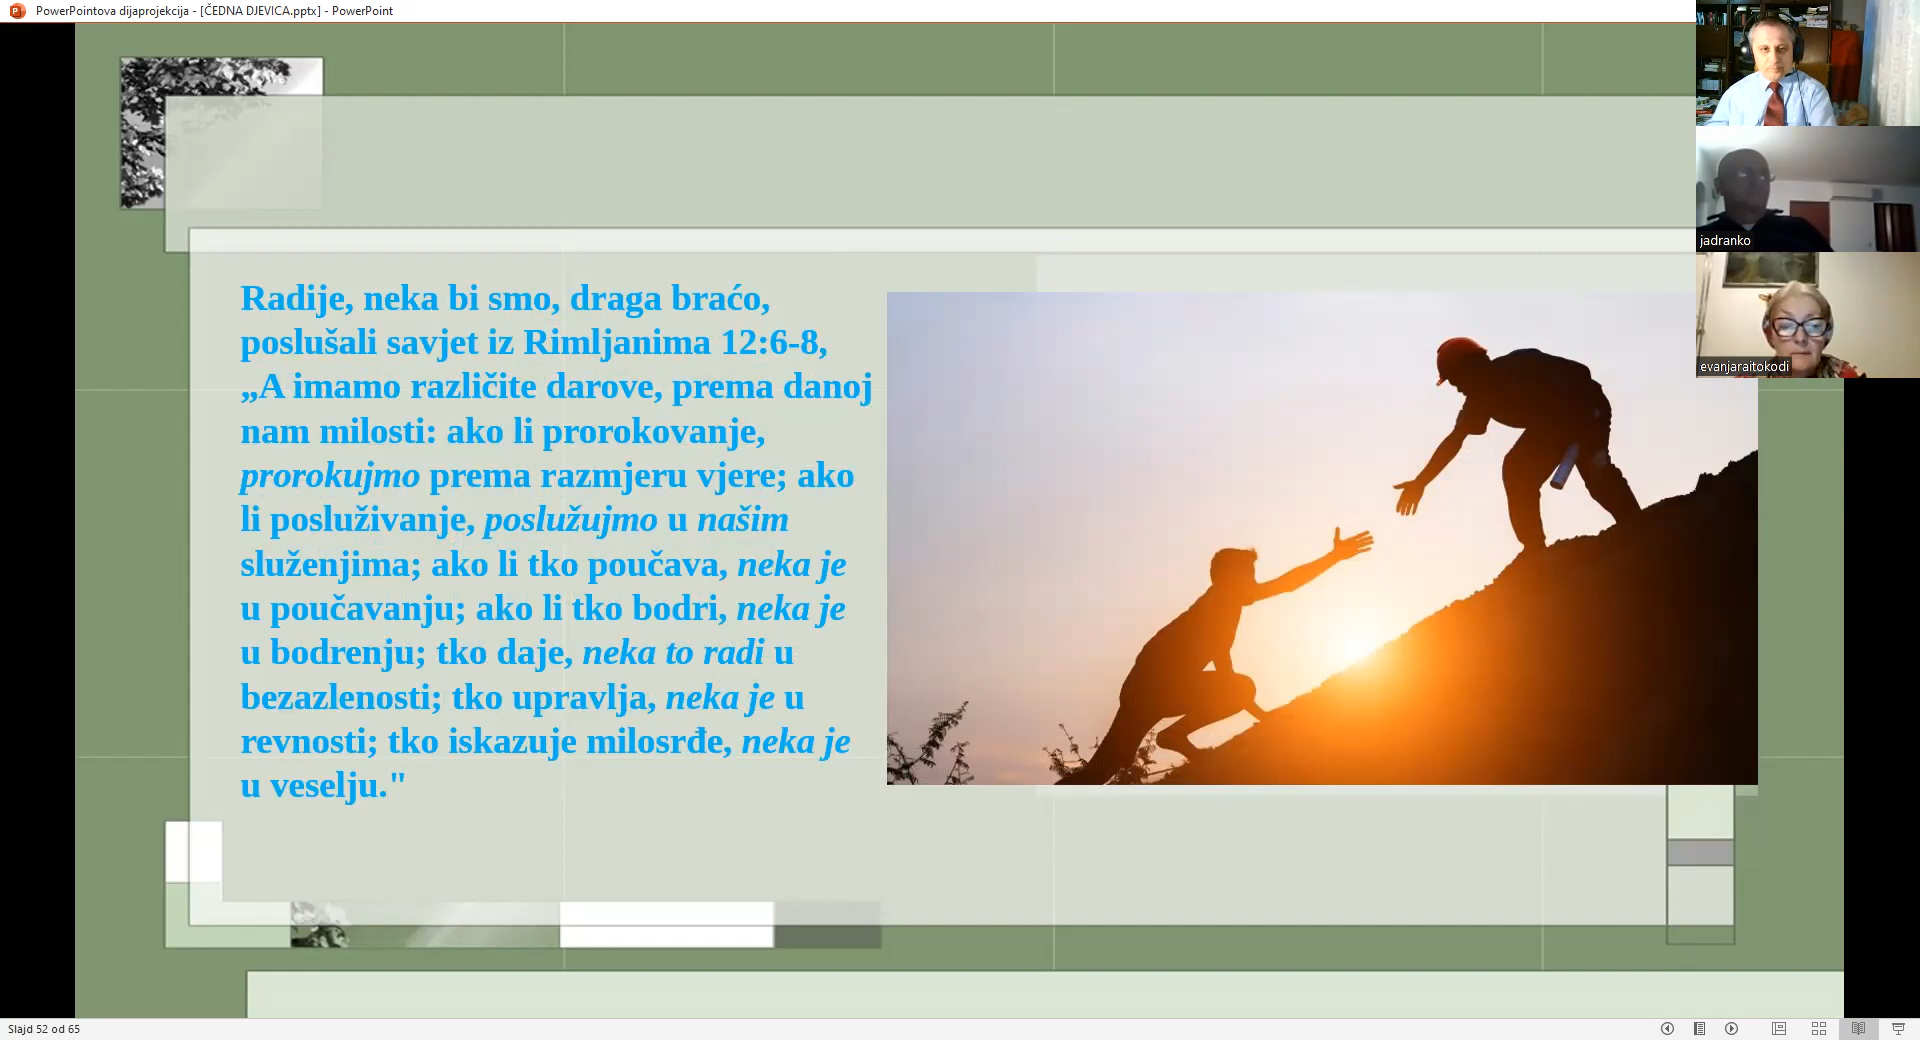 PowerPointova dijaprojekcija - [ČEDNA DJEVICA.pptx] - PowerPoint
jadranko
evanjaraitokodi
Radije, neka bi smo, draga braćo,
poslušali savjet iz Rimljanima 12:6-8,
„A imamo različite darove, prema danoj
nam milosti: ako li prorokovanje,
prorokujmo prema razmjeru vjere; ako
li posluživanje, poslužujmo u našim
služenjima; ako li tko poučava, neka je
u poučavanju; ako li tko bodri, neka je
u bodrenju; tko daje, neka to radi u
bezazlenosti; tko upravlja, neka je u
revnosti; tko iskazuje milosrđe, neka je
u veselju."
Slajd 52 od 65